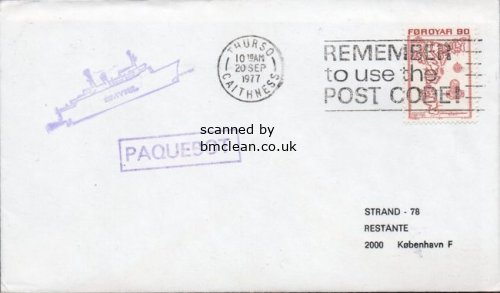 THURSO
10 15AM
20 SEP
1977
CAITHNESS
REMEMBER
to use the
POST CODE!
FØROYAR 80
scanned by
bmclean.co.uk
STRAND - 78
RESTANTE
2000 København F